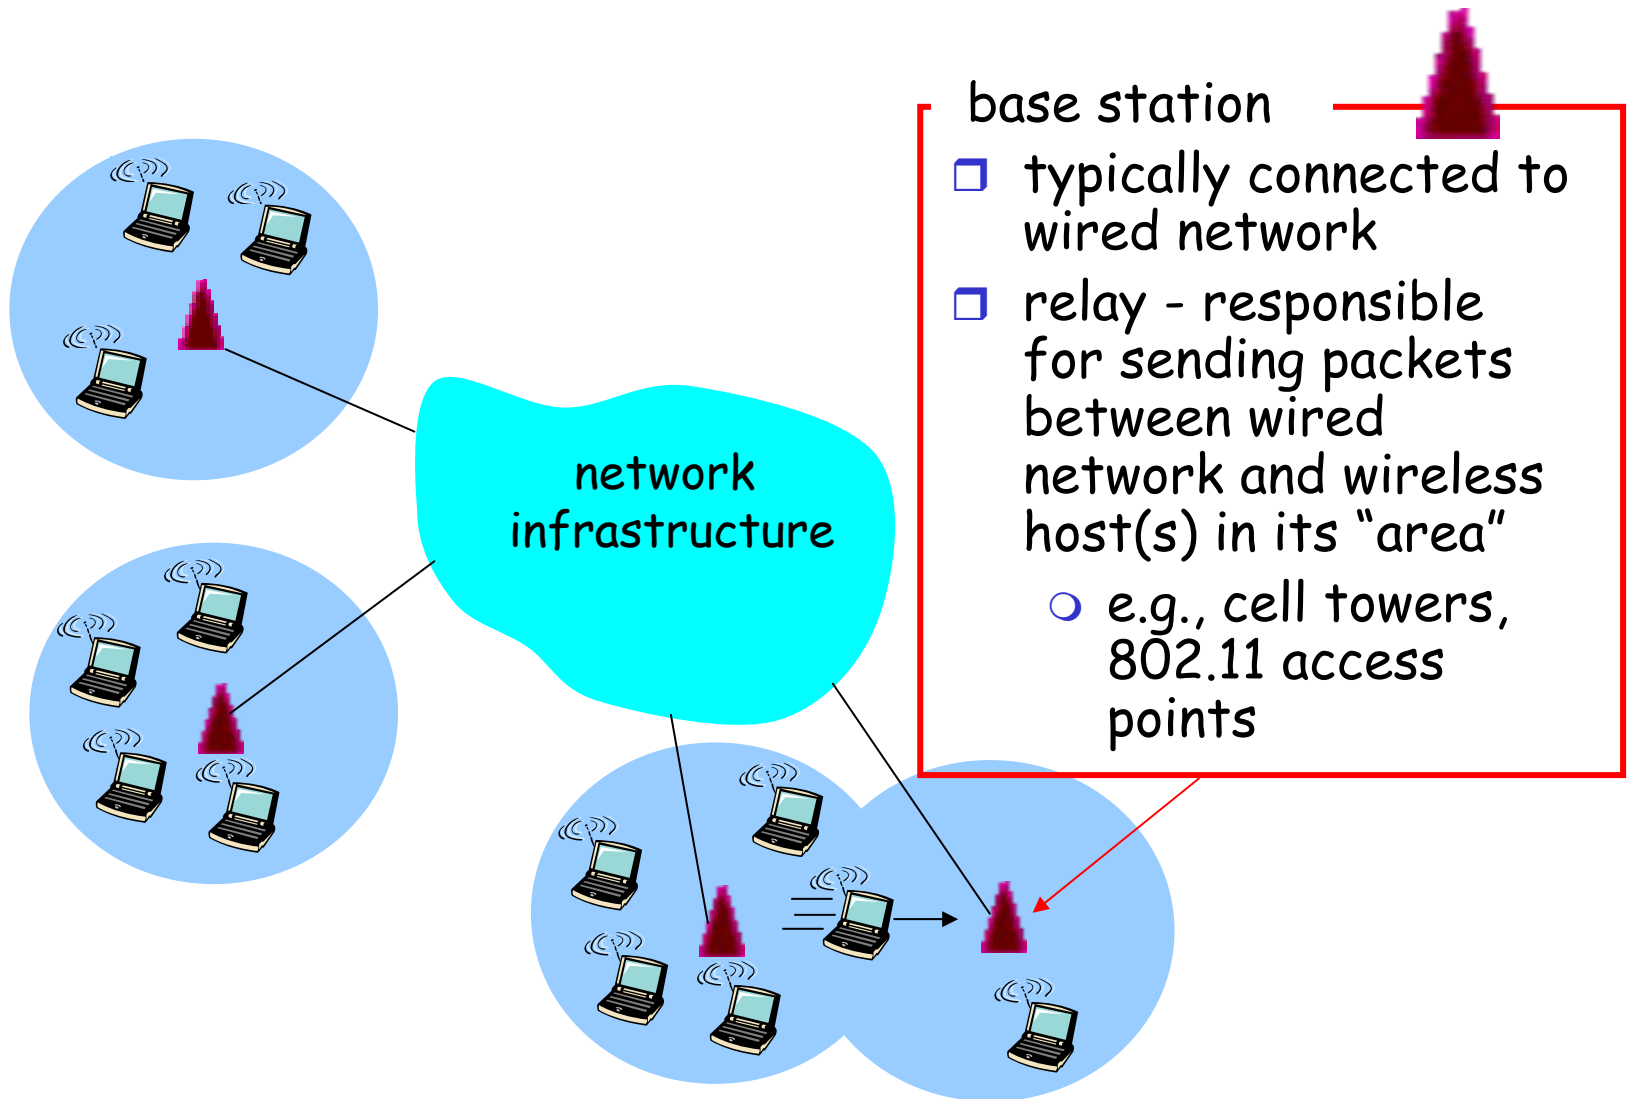 base station
typically connected to
wired network
relay - responsible
for sending packets
between wired
network and wireless
host(s) in its “area”
e.g., cell towers,
802.11 access
points
network
infrastructure